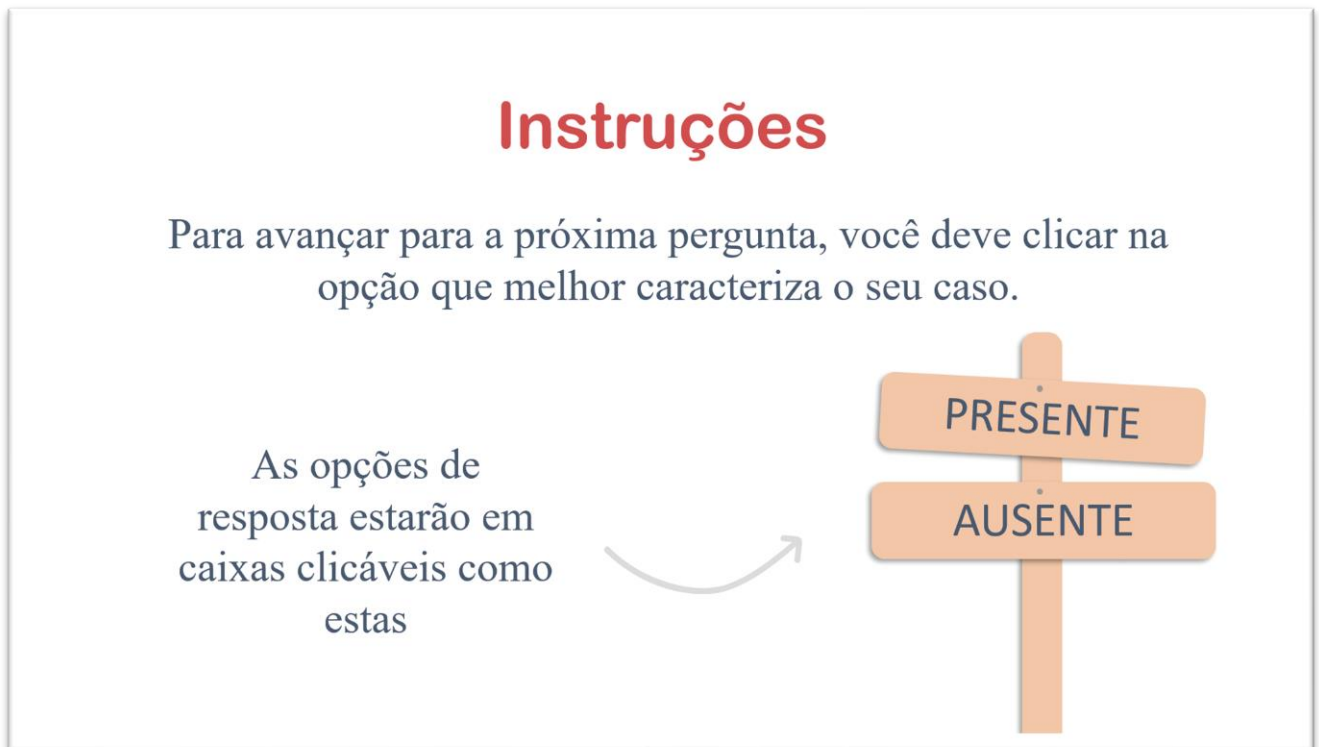 Instruções
Para avançar para a próxima pergunta, você deve clicar na
opção que melhor caracteriza o seu caso.
As opções de
resposta estarão em
caixas clicáveis como
estas
PRESENTE
AUSENTE